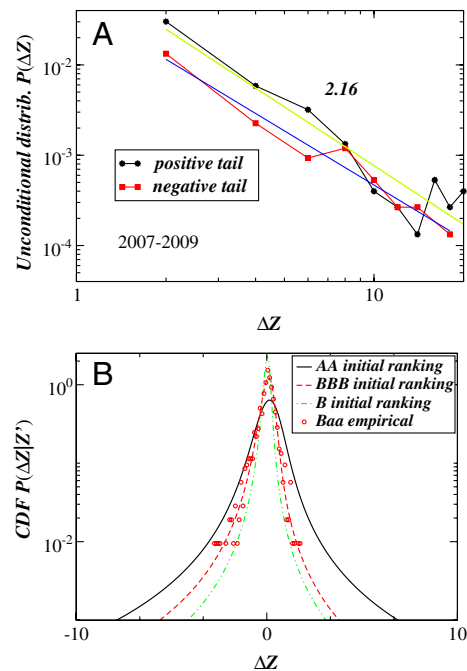 A
Unconditional distrib. P(ΔZ)
10^-2
10^-3
10^-4
2.16
positive tail
negative tail
2007-2009
1
10
ΔZ
B
CDF P(ΔZ|Z')
10^0
10^-2
AA initial ranking
BBB initial ranking
B initial ranking
Baa empirical
-10
0
10
ΔZ